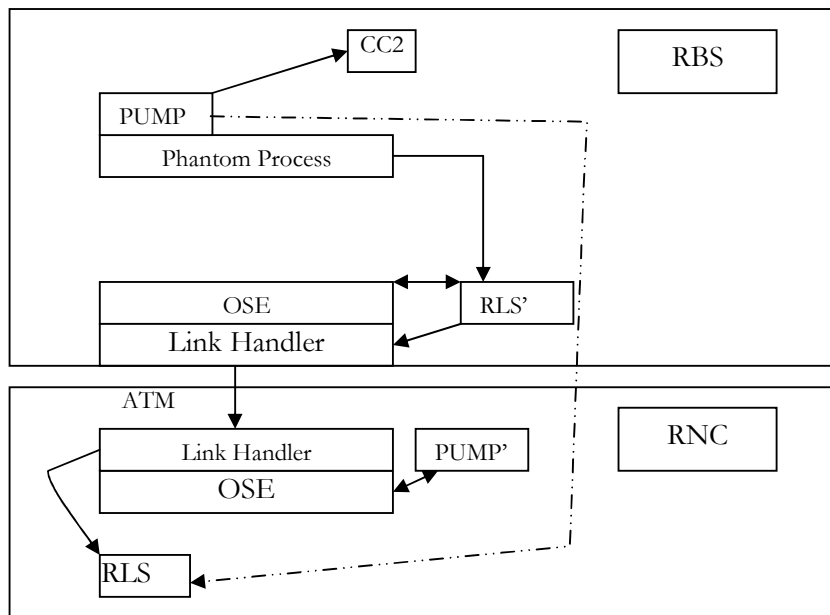 CC2
RBS
PUMP
Phantom Process
OSE
RLS’
Link Handler
ATM
RNC
Link Handler
PUMP’
OSE
RLS